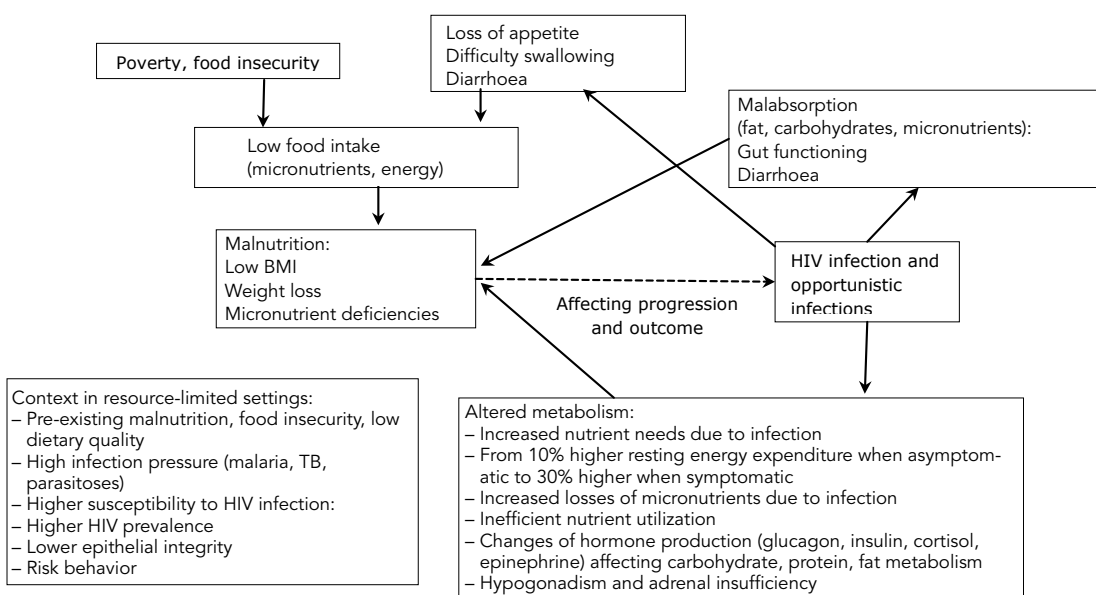 Poverty, food insecurity
Loss of appetite
Difficulty swallowing
Diarrhoea
Low food intake
(micronutrients, energy)
Malabsorption
(fat, carbohydrates, micronutrients):
Gut functioning
Diarrhoea
Malnutrition:
Low BMI
Weight loss
Micronutrient deficiencies
Affecting progression
and outcome
HIV infection and
opportunistic
infections
Context in resource-limited settings:
– Pre-existing malnutrition, food insecurity, low
dietary quality
– High infection pressure (malaria, TB,
parasitoses)
– Higher susceptibility to HIV infection:
– Higher HIV prevalence
– Lower epithelial integrity
– Risk behavior
Altered metabolism:
– Increased nutrient needs due to infection
– From 10% higher resting energy expenditure when asymptom-
atic to 30% higher when symptomatic
– Increased losses of micronutrients due to infection
– Inefficient nutrient utilization
– Changes of hormone production (glucagon, insulin, cortisol,
epinephrine) affecting carbohydrate, protein, fat metabolism
– Hypogonadism and adrenal insufficiency